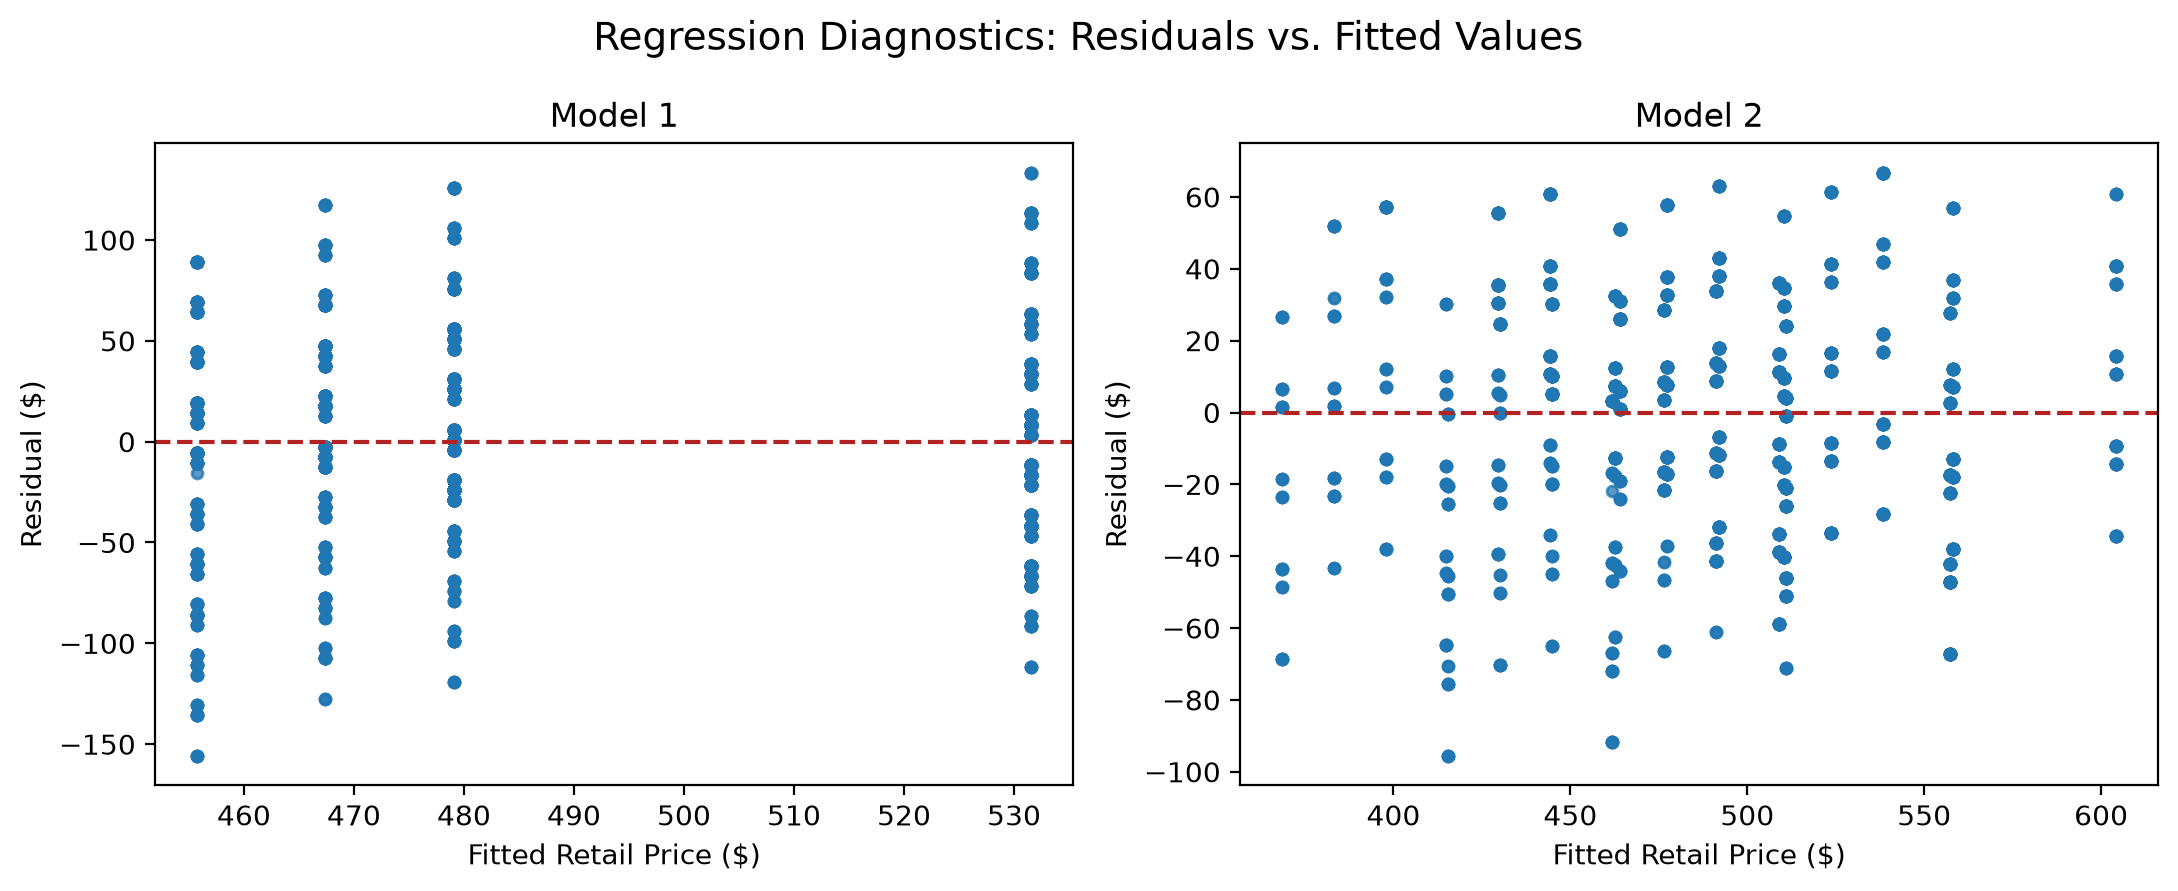 Regression Diagnostics: Residuals vs. Fitted Values
Model 1
Residual ($)
100
50
0
−50
−100
−150
460 470 480 490 500 510 520 530
Fitted Retail Price ($)
Model 2
Residual ($)
60
40
20
0
−20
−40
−60
−80
−100
400 450 500 550 600
Fitted Retail Price ($)